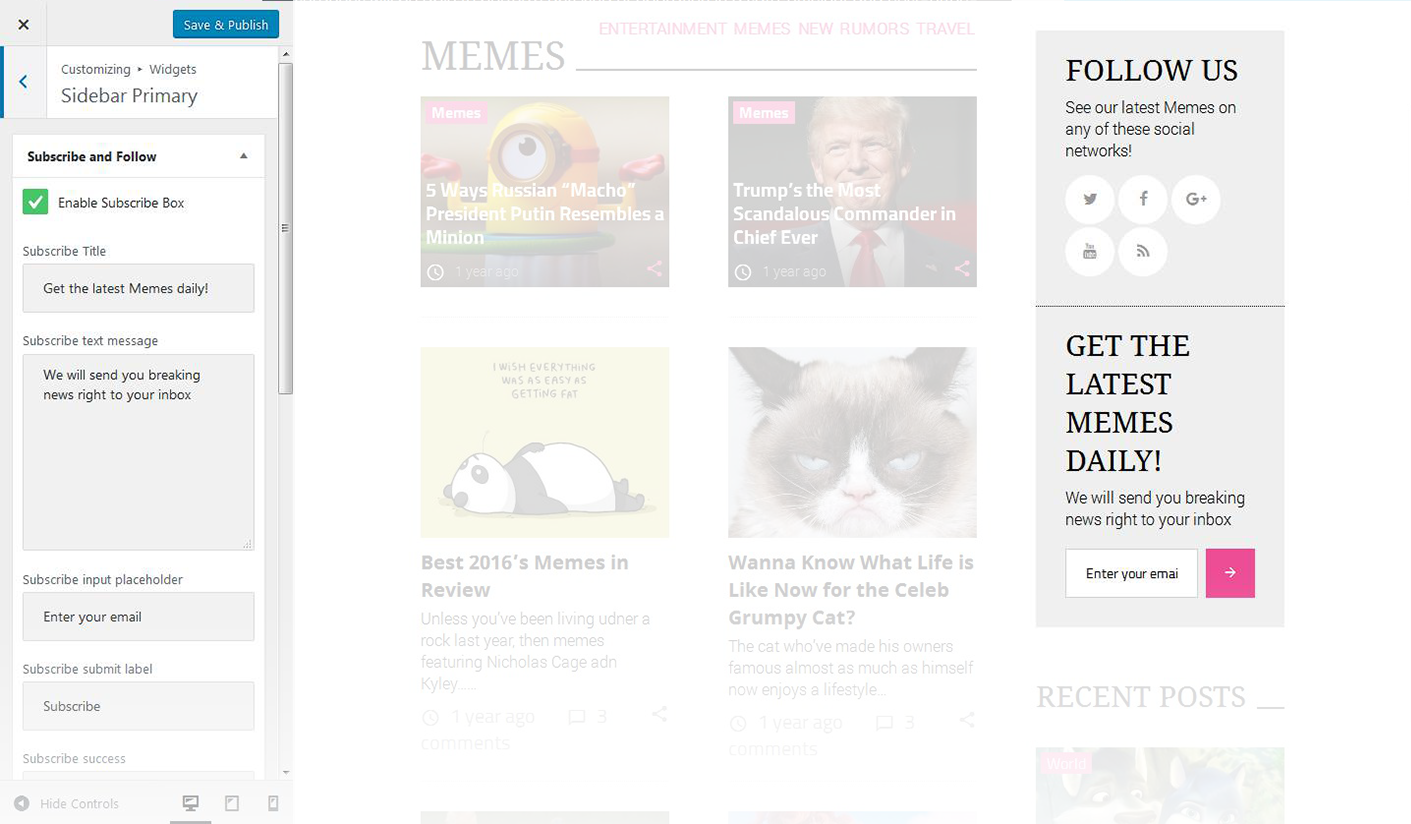 Save & Publish
Customizing ▸ Widgets
Sidebar Primary
Subscribe and Follow
Enable Subscribe Box
Subscribe Title
Get the latest Memes daily!
Subscribe text message
We will send you breaking
news right to your inbox
Subscribe input placeholder
Enter your email
Subscribe submit label
Subscribe
Subscribe success
Hide Controls
ENTERTAINMENT MEMES NEW RUMORS TRAVEL
MEMES
Memes
5 Ways Russian “Macho”
President Putin Resembles a
Minion
1 year ago
Memes
Trump’s the Most
Scandalous Commander in
Chief Ever
1 year ago
I WISH EVERYTHING
WAS AS EASY AS
GETTING FAT
Best 2016’s Memes in
Review
Unless you’ve been living udner a
rock last year, then memes
featuring Nicholas Cage adn
Kyley.....
1 year ago 3
comments
Wanna Know What Life is
Like Now for the Celeb
Grumpy Cat?
The cat who’ve made his owners
famous almost as much as himself
now enjoys a lifestyle...
1 year ago 3
comments
FOLLOW US
See our latest Memes on
any of these social
networks!
You
Tube
GET THE
LATEST
MEMES
DAILY!
We will send you breaking
news right to your inbox
Enter your emai
RECENT POSTS
World